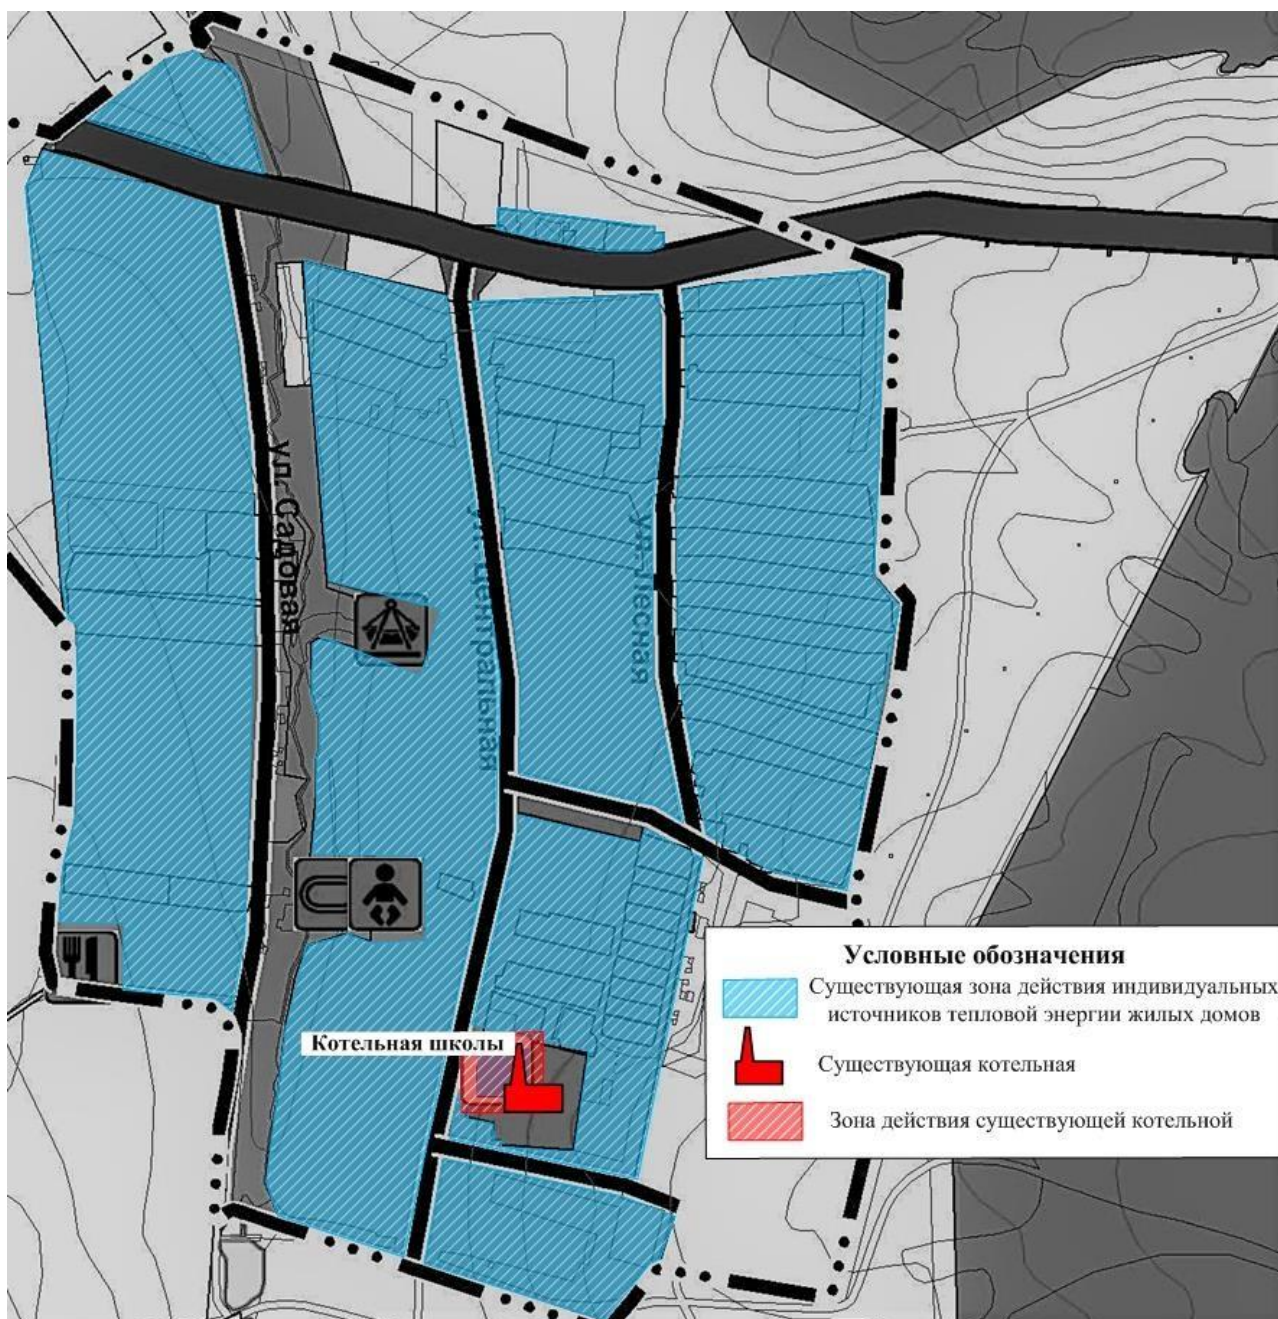 ул. Садовая
ул. Центральная
ул. Лесная
Котельная школы
Условные обозначения
Существующая зона действия индивидуальных
источников тепловой энергии жилых домов
Существующая котельная
Зона действия существующей котельной